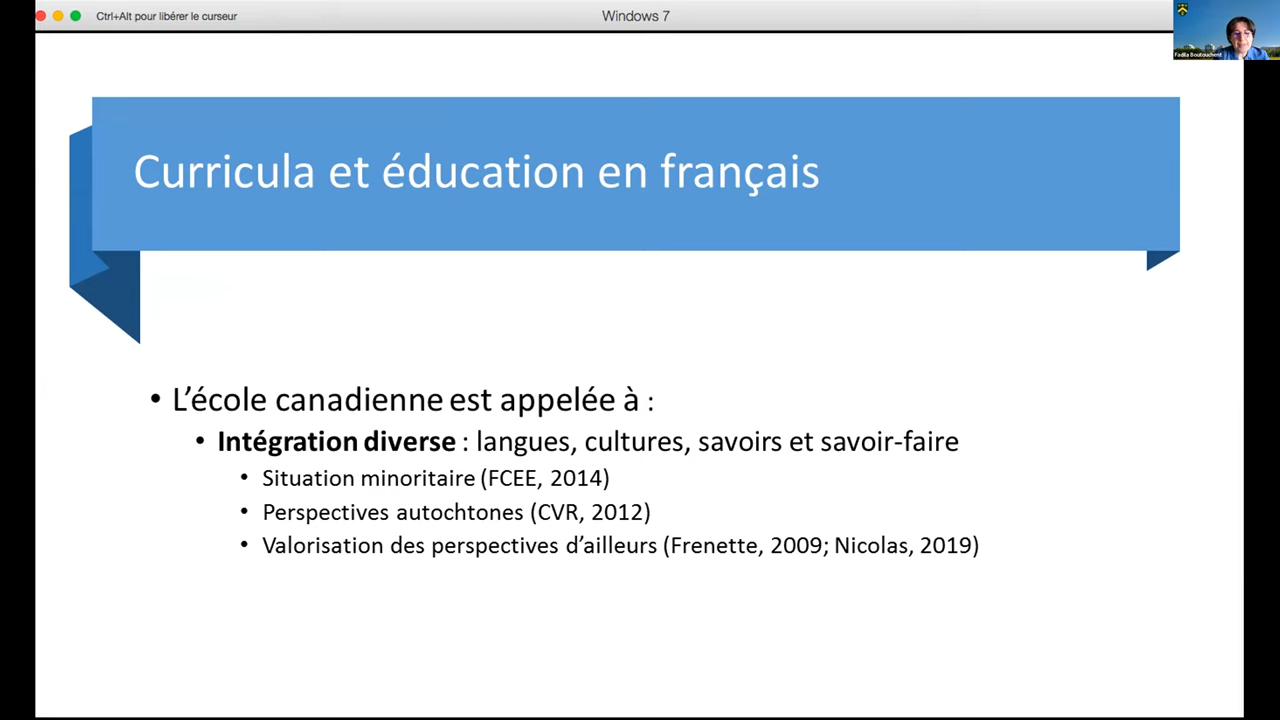 Ctrl+Alt pour libérer le curseur
Windows 7
Fadila Boutouchent
Curricula et éducation en français
• L’école canadienne est appelée à :
• Intégration diverse : langues, cultures, savoirs et savoir-faire
• Situation minoritaire (FCEE, 2014)
• Perspectives autochtones (CVR, 2012)
• Valorisation des perspectives d’ailleurs (Frenette, 2009; Nicolas, 2019)